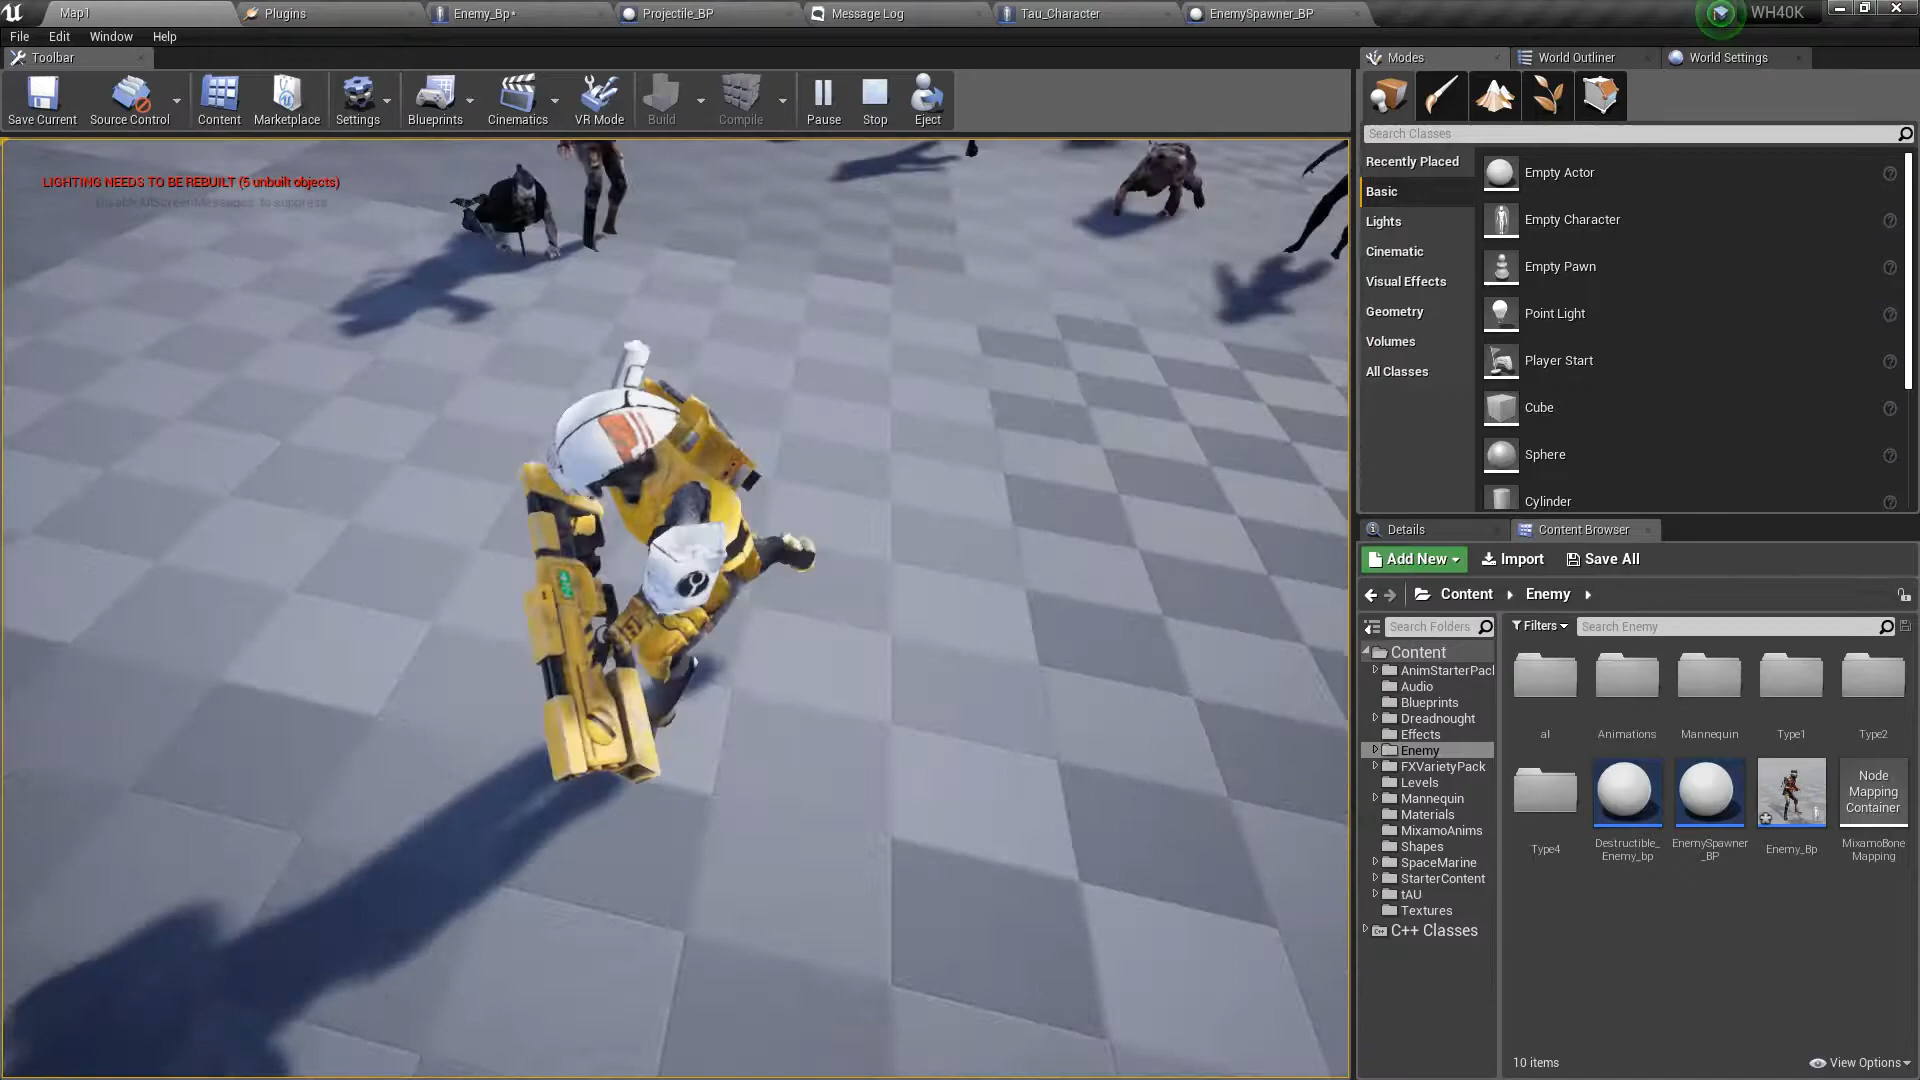 Map1
Plugins
Enemy_Bp*
Projectile_BP
Message Log
Tau_Character
EnemySpawner_BP
WH40K
File
Edit
Window
Help
Toolbar
Save Current
Source Control
Content
Marketplace
Settings
Blueprints
Cinematics
VR Mode
Build
Compile
Pause
Stop
Eject
LIGHTING NEEDS TO BE REBUILT (5 unbuilt objects)
'DisableAllScreenMessages' to suppress
Modes
World Outliner
World Settings
Search Classes
Recently Placed
Basic
Lights
Cinematic
Visual Effects
Geometry
Volumes
All Classes
Empty Actor
Empty Character
Empty Pawn
Point Light
Player Start
Cube
Sphere
Cylinder
Details
Content Browser
Add New
Import
Save All
Content
Enemy
Search Folders
Filters
Search Enemy
Content
AnimStarterPack
Audio
Blueprints
Dreadnought
Effects
Enemy
FXVarietyPack
Levels
Mannequin
Materials
MixamoAnims
Shapes
SpaceMarine
StarterContent
tAU
Textures
C++ Classes
Animations
Mannequin
Type1
Type2
Type4
Destructible_
Enemy_bp
EnemySpawner
_BP
Enemy_Bp
Node
Mapping
Container
MixamoBone
Mapping
10 items
View Options